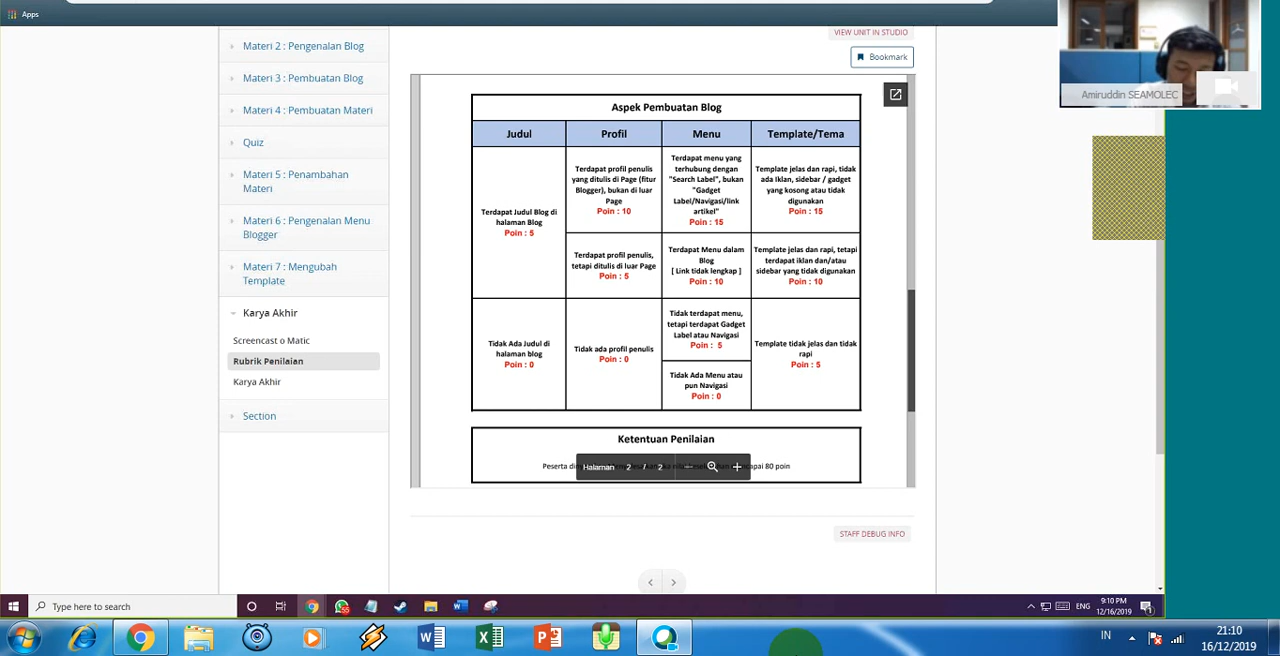 Apps
VIEW UNIT IN STUDIO
Bookmark
Amiruddin SEAMOLEC
Materi 2 : Pengenalan Blog
Materi 3 : Pembuatan Blog
Materi 4 : Pembuatan Materi
Quiz
Materi 5 : Penambahan
Materi
Materi 6 : Pengenalan Menu
Blogger
Materi 7 : Mengubah
Template
Karya Akhir
Screencast o Matic
Rubrik Penilaian
Karya Akhir
Section
Aspek Pembuatan Blog
Judul
Profil
Menu
Template/Tema
Terdapat Judul Blog di
halaman Blog
Poin : 5
Terdapat profil penulis
yang ditulis di Page (fitur
Blogger), bukan di luar
Page
Poin : 10
Terdapat menu yang
terhubung dengan
"Search Label", bukan
"Gadget
Label/Navigasi/link
artikel"
Poin : 15
Template jelas dan rapi, tidak
ada Iklan, sidebar / gadget
yang kosong atau tidak
digunakan
Poin : 15
Terdapat profil penulis,
tetapi ditulis di luar Page
Poin : 5
Terdapat Menu dalam
Blog
[ Link tidak lengkap ]
Poin : 10
Template jelas dan rapi, tetapi
terdapat iklan dan/atau
sidebar yang tidak digunakan
Poin : 10
Tidak Ada Judul di
halaman blog
Poin : 0
Tidak ada profil penulis
Poin : 0
Tidak terdapat menu,
tetapi terdapat Gadget
Label atau Navigasi
Poin : 5
Tidak Ada Menu atau
pun Navigasi
Poin : 0
Template tidak jelas dan tidak
rapi
Poin : 5
Ketentuan Penilaian
Peserta
80 poin
Halaman 2 / 2
STAFF DEBUG INFO
Type here to search
ENG
9:10 PM
12/16/2019
IN
21:10
16/12/2019